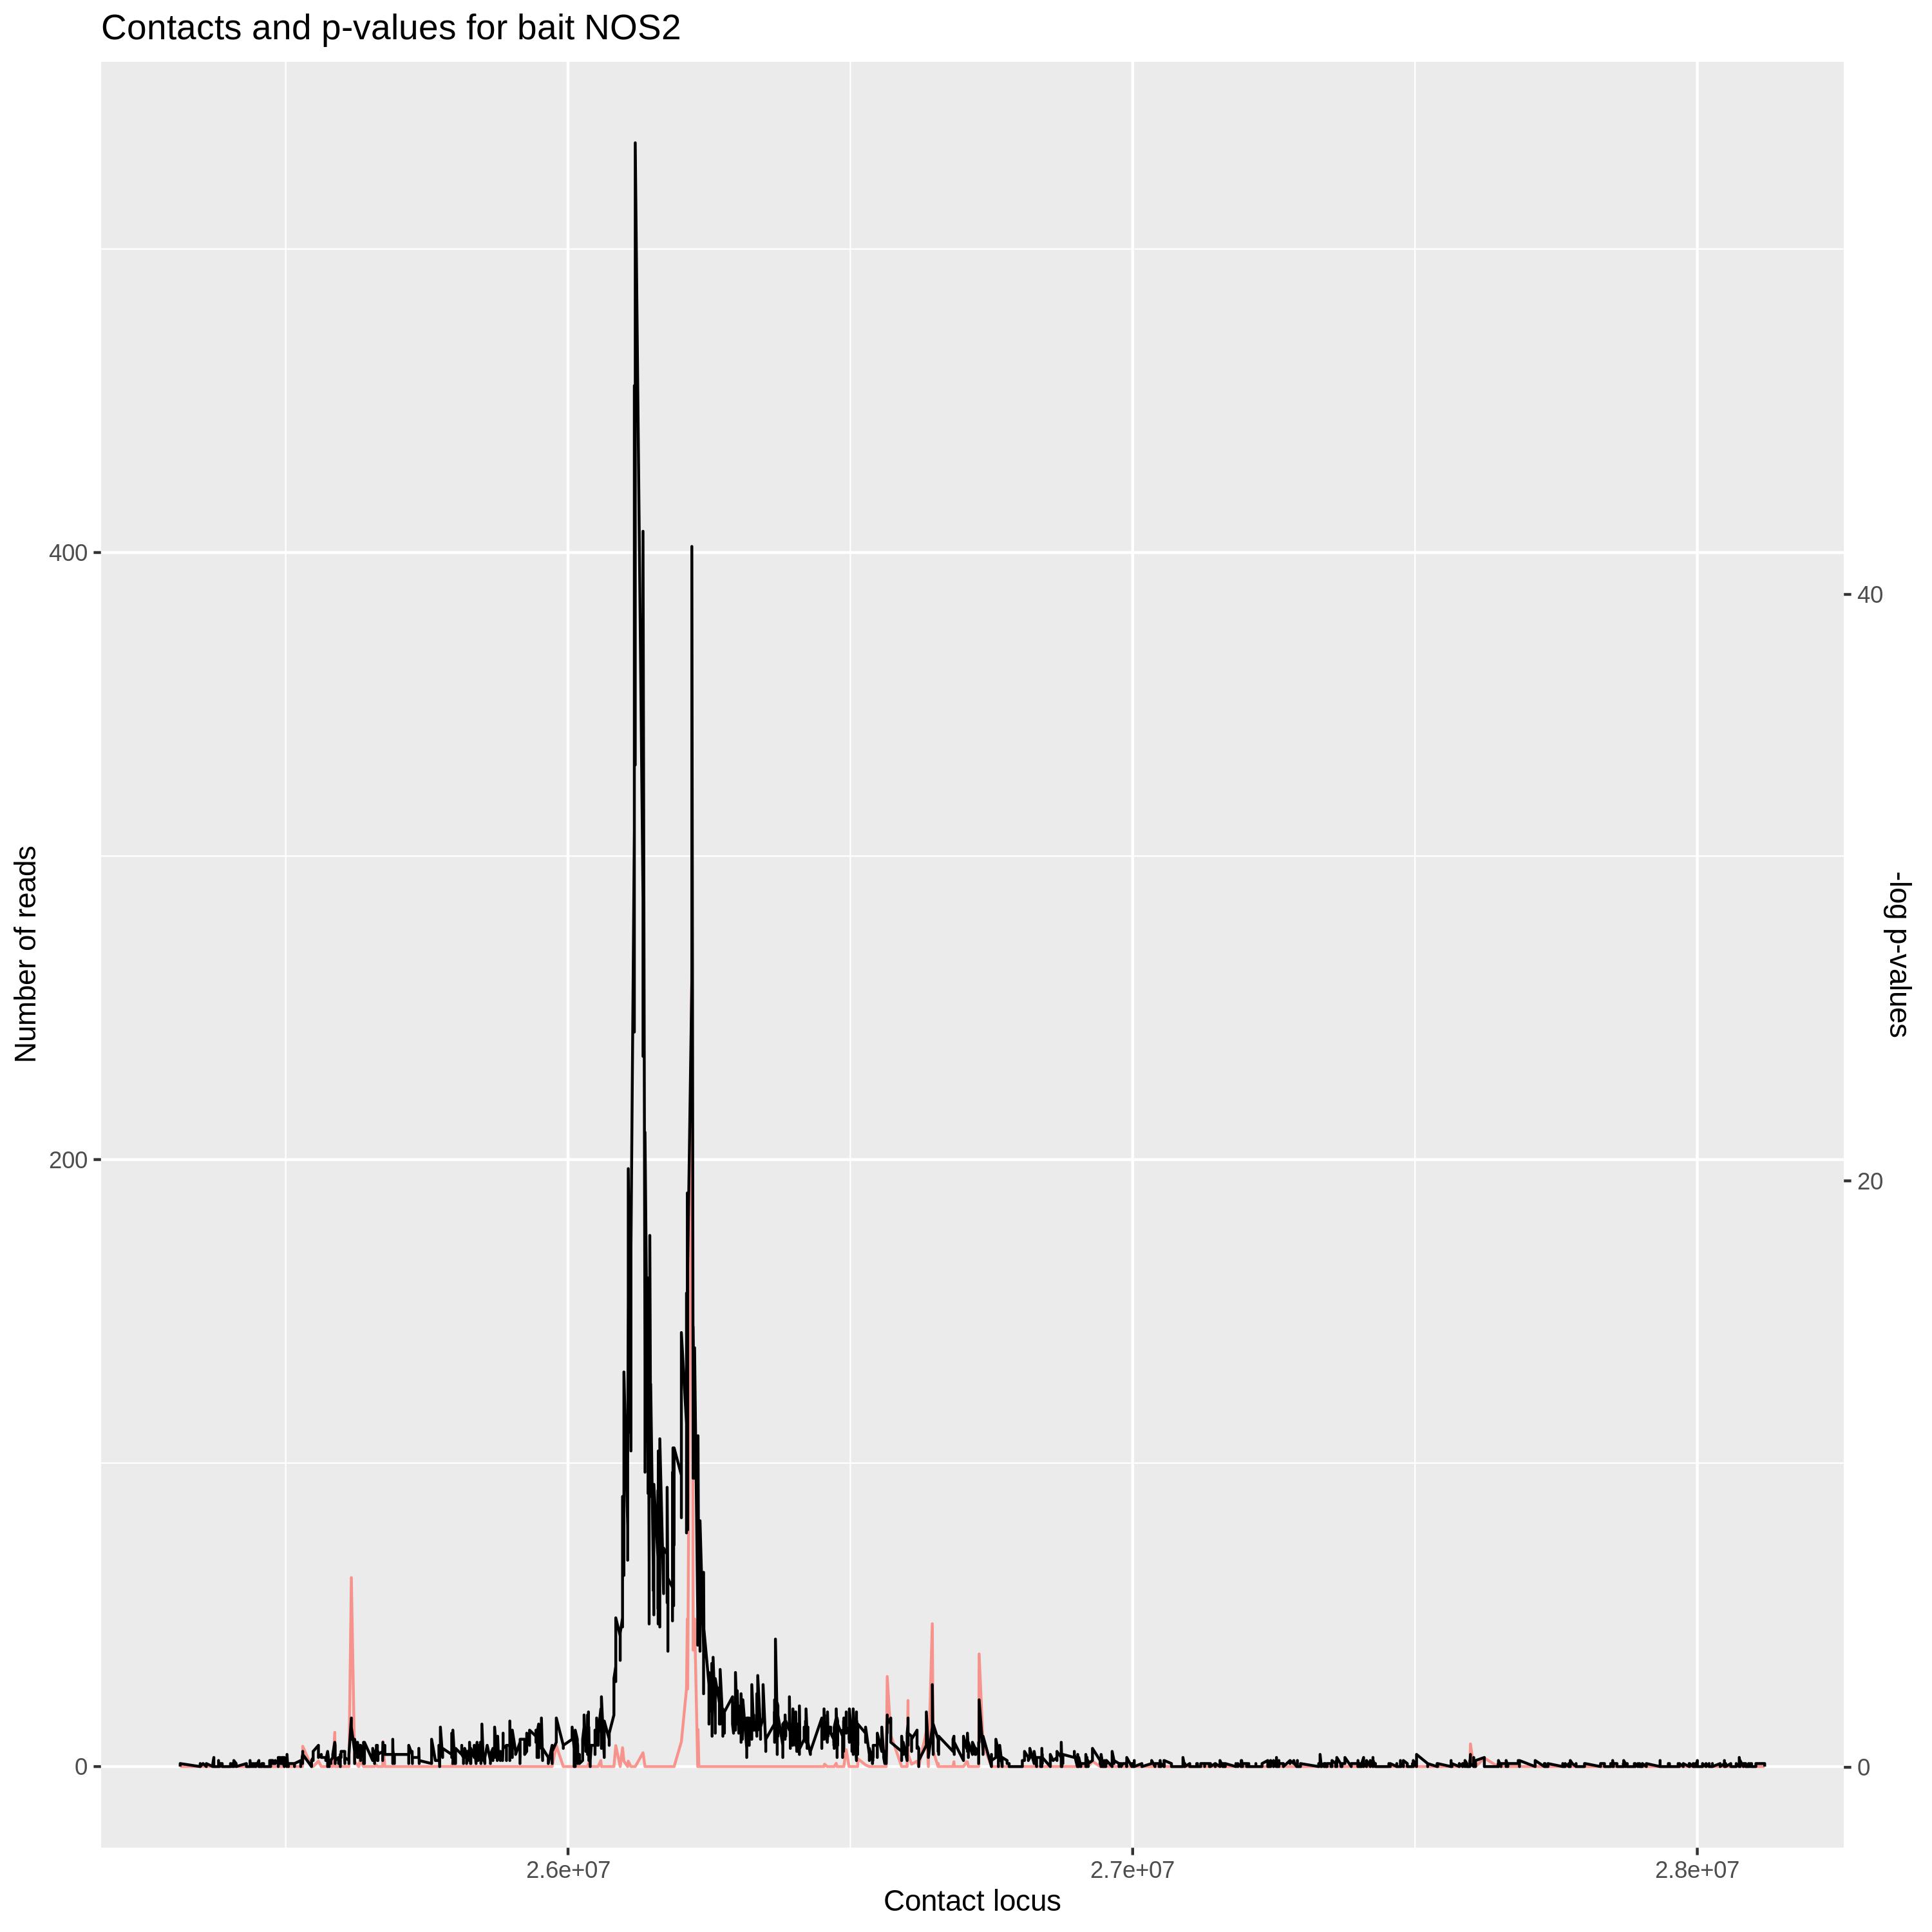 Contacts and p-values for bait NOS2
Number of reads
400
200
0
40
20
0
-log p-values
2.6e+07
2.7e+07
2.8e+07
Contact locus